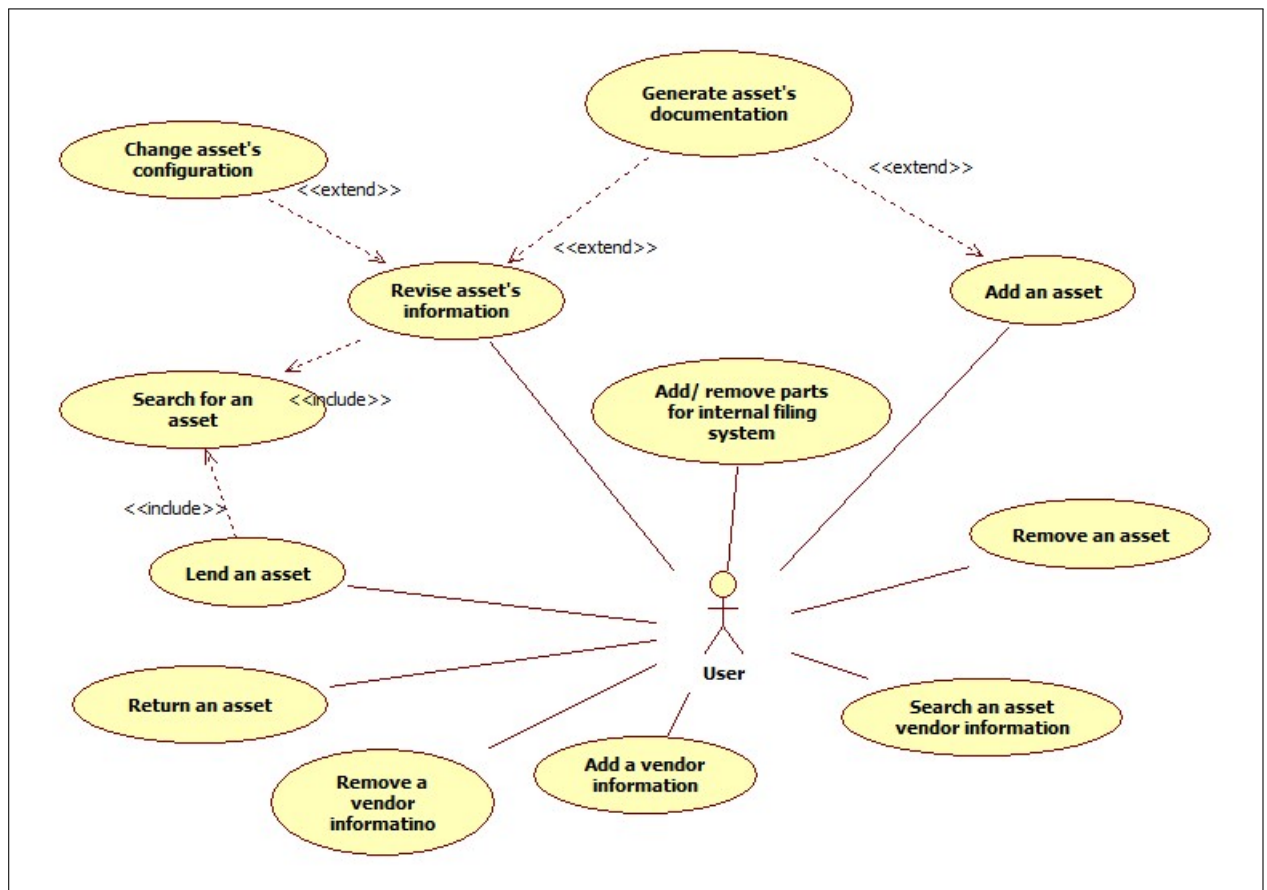 Generate asset's
documentation
Change asset's
configuration
<<extend>>
<<extend>>
<<extend>>
Revise asset's
information
Add an asset
Search for an
asset
<<include>>
Add/ remove parts
for internal filing
system
<<include>>
Lend an asset
Remove an asset
User
Return an asset
Search an asset
vendor information
Remove a
vendor
informatino
Add a vendor
information